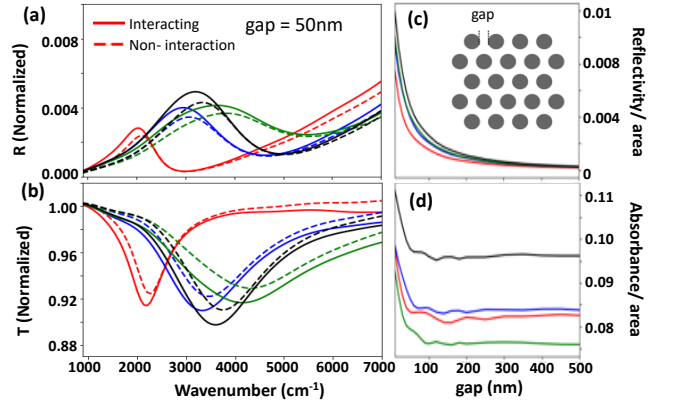 (a)
Interacting
Non- interaction
gap = 50nm
R (Normalized)
0.008
0.004
0.000
(b)
T (Normalized)
1.00
0.96
0.92
0.88
1000 2000 3000 4000 5000 6000 7000
Wavenumber (cm-1)
(c)
gap
0.01
0.008
0.004
0.000
Reflectivity/ area
(d)
0.11
0.10
0.09
0.08
Absorbance/ area
100 200 300 400 500
gap (nm)